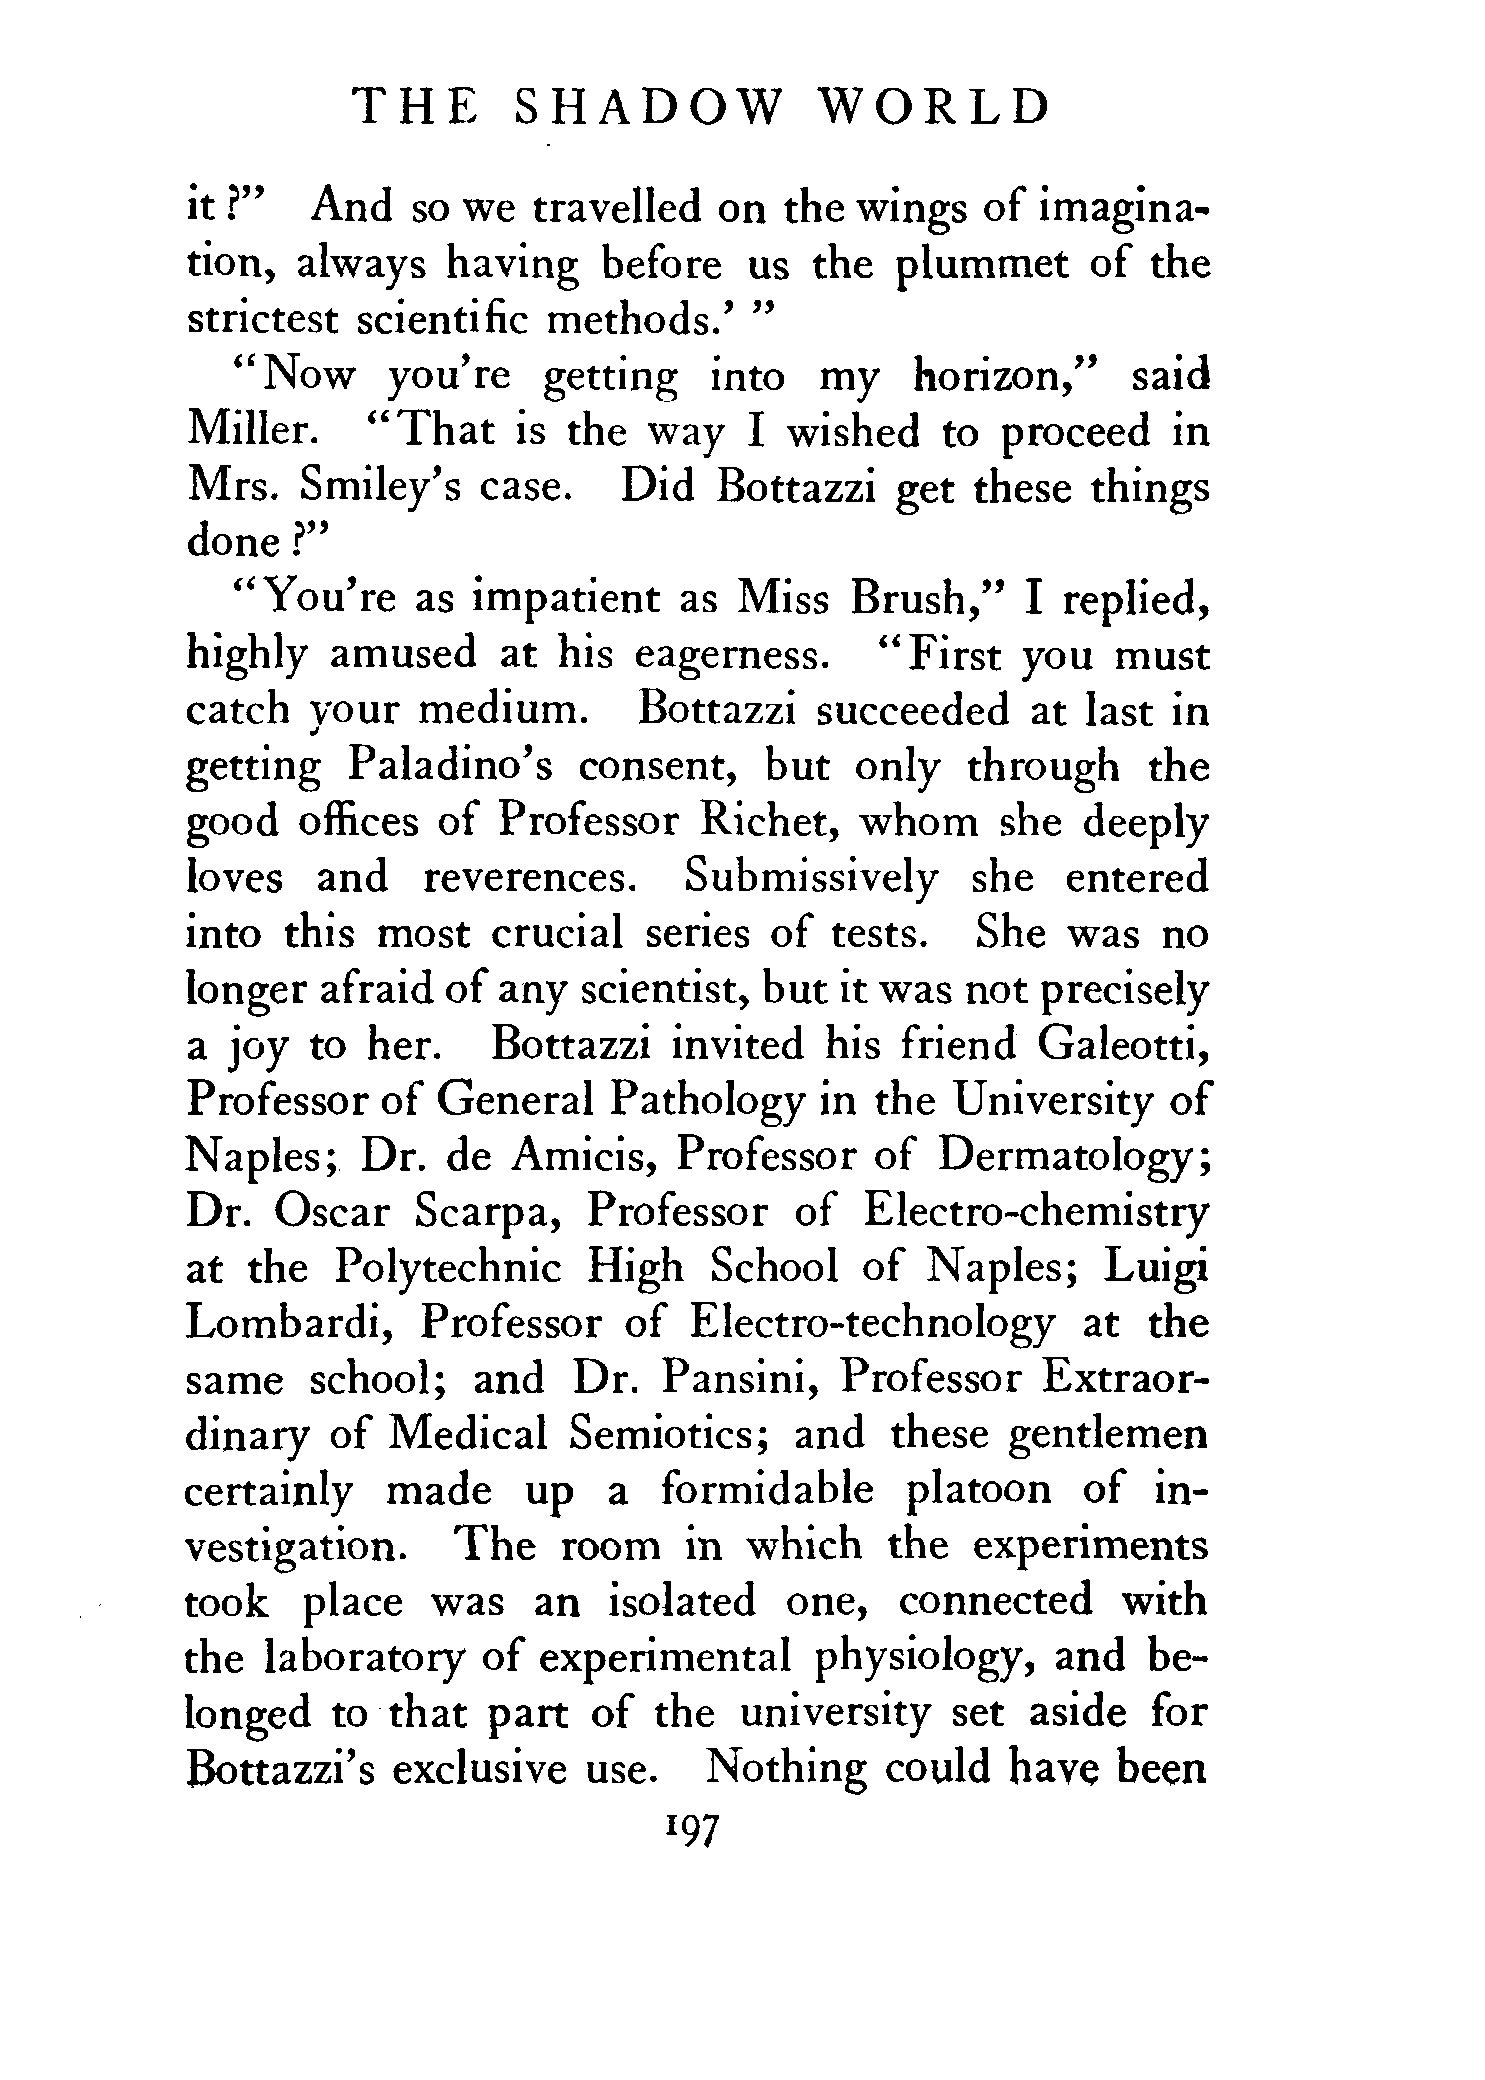 THE SHADOW WORLD
it?" And so we travelled on the wings of imagina-
tion, always having before us the plummet of the
strictest scientific methods.' "
"Now you're getting into my horizon," said
Miller. "That is the way I wished to proceed in
Mrs. Smiley's case. Did Bottazzi get these things
done?"
"You're as impatient as Miss Brush," I replied,
highly amused at his eagerness. "First you must
catch your medium. Bottazzi succeeded at last in
getting Paladino's consent, but only through the
good offices of Professor Richet, whom she deeply
loves and reverences. Submissively she entered
into this most crucial series of tests. She was no
longer afraid of any scientist, but it was not precisely
a joy to her. Bottazzi invited his friend Galeotti,
Professor of General Pathology in the University of
Naples; Dr. de Amicis, Professor of Dermatology;
Dr. Oscar Scarpa, Professor of Electro-chemistry
at the Polytechnic High School of Naples; Luigi
Lombardi, Professor of Electro-technology at the
same school; and Dr. Pansini, Professor Extraor-
dinary of Medical Semiotics; and these gentlemen
certainly made up a formidable platoon of in-
vestigation. The room in which the experiments
took place was an isolated one, connected with
the laboratory of experimental physiology, and be-
longed to that part of the university set aside for
Bottazzi's exclusive use. Nothing could have been
197